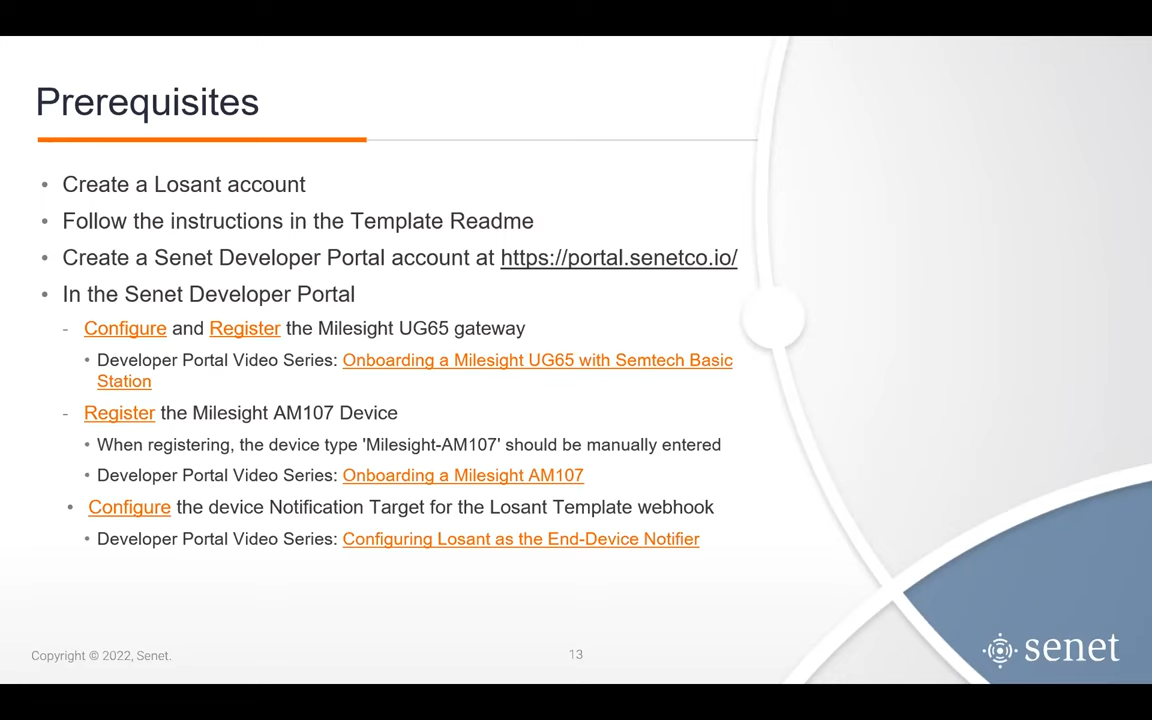 Prerequisites
• Create a Losant account
• Follow the instructions in the Template Readme
• Create a Senet Developer Portal account at https://portal.senetco.io/
• In the Senet Developer Portal
- Configure and Register the Milesight UG65 gateway
• Developer Portal Video Series: Onboarding a Milesight UG65 with Semtech Basic
Station
- Register the Milesight AM107 Device
• When registering, the device type 'Milesight-AM107' should be manually entered
• Developer Portal Video Series: Onboarding a Milesight AM107
• Configure the device Notification Target for the Losant Template webhook
• Developer Portal Video Series: Configuring Losant as the End-Device Notifier
Copyright © 2022, Senet.
13
senet